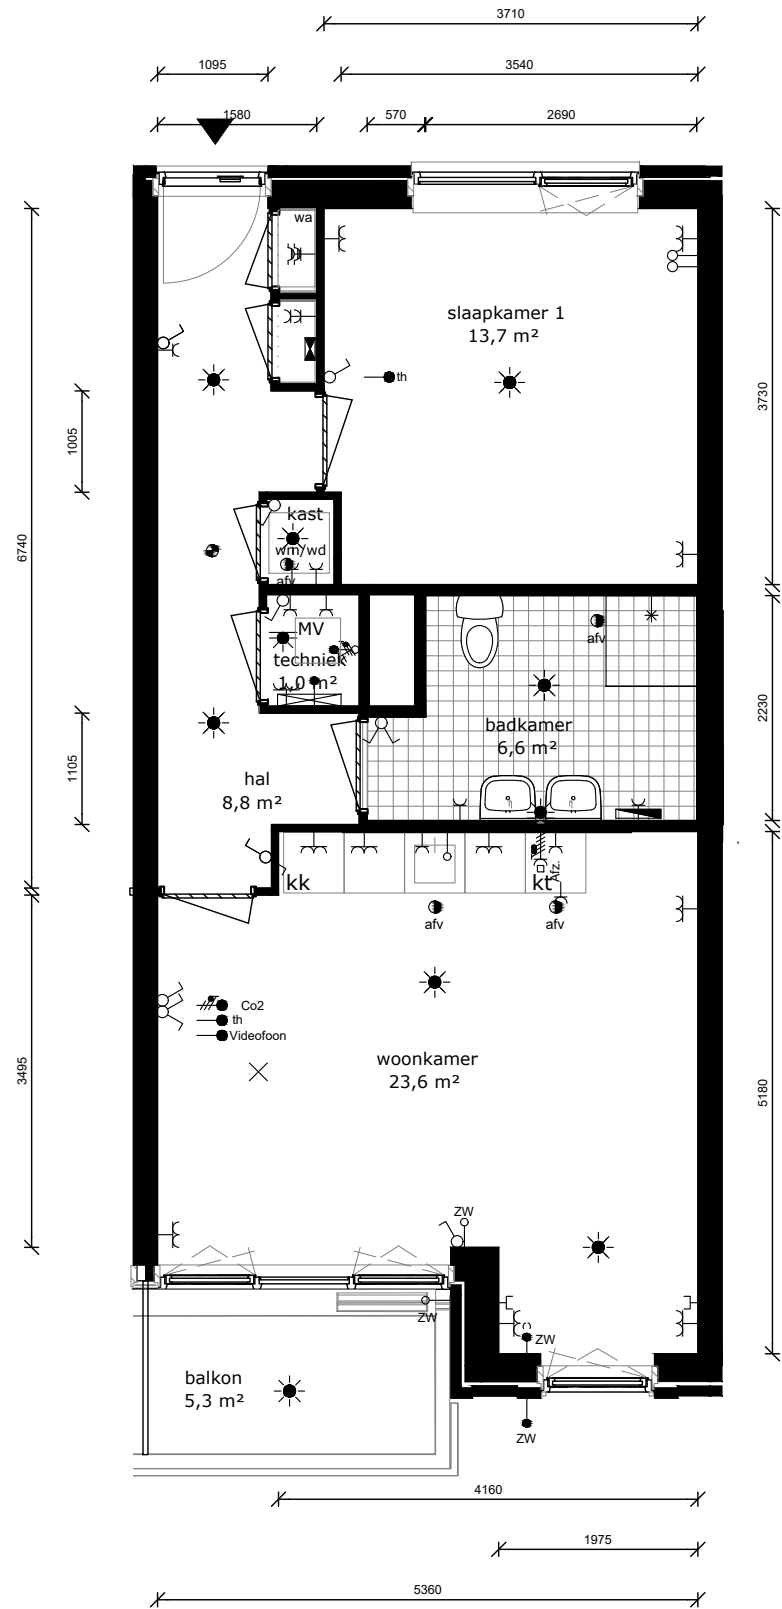 3710
1095
3540
1580
570
2690
wa
slaapkamer 1
13,7 m²
th
3730
1005
6740
kast
wm/wd
afv
MV
techniek
1,0 m²
afv
badkamer
6,6 m²
2230
1105
hal
8,8 m²
kk
kt
Afz.
afv
afv
Co2
th
Videofoon
woonkamer
23,6 m²
3495
5180
ZW
ZW
ZW
balkon
5,3 m²
ZW
4160
1975
5360